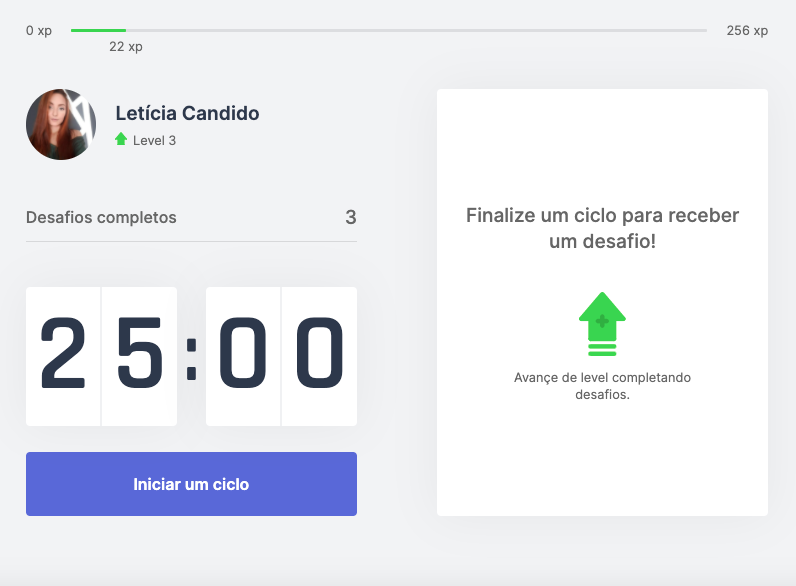 0 xp
256 xp
22 xp
Letícia Candido
Level 3
Desafios completos 3
25:00
Iniciar um ciclo
Finalize um ciclo para receber
um desafio!
Avançe de level completando
desafios.